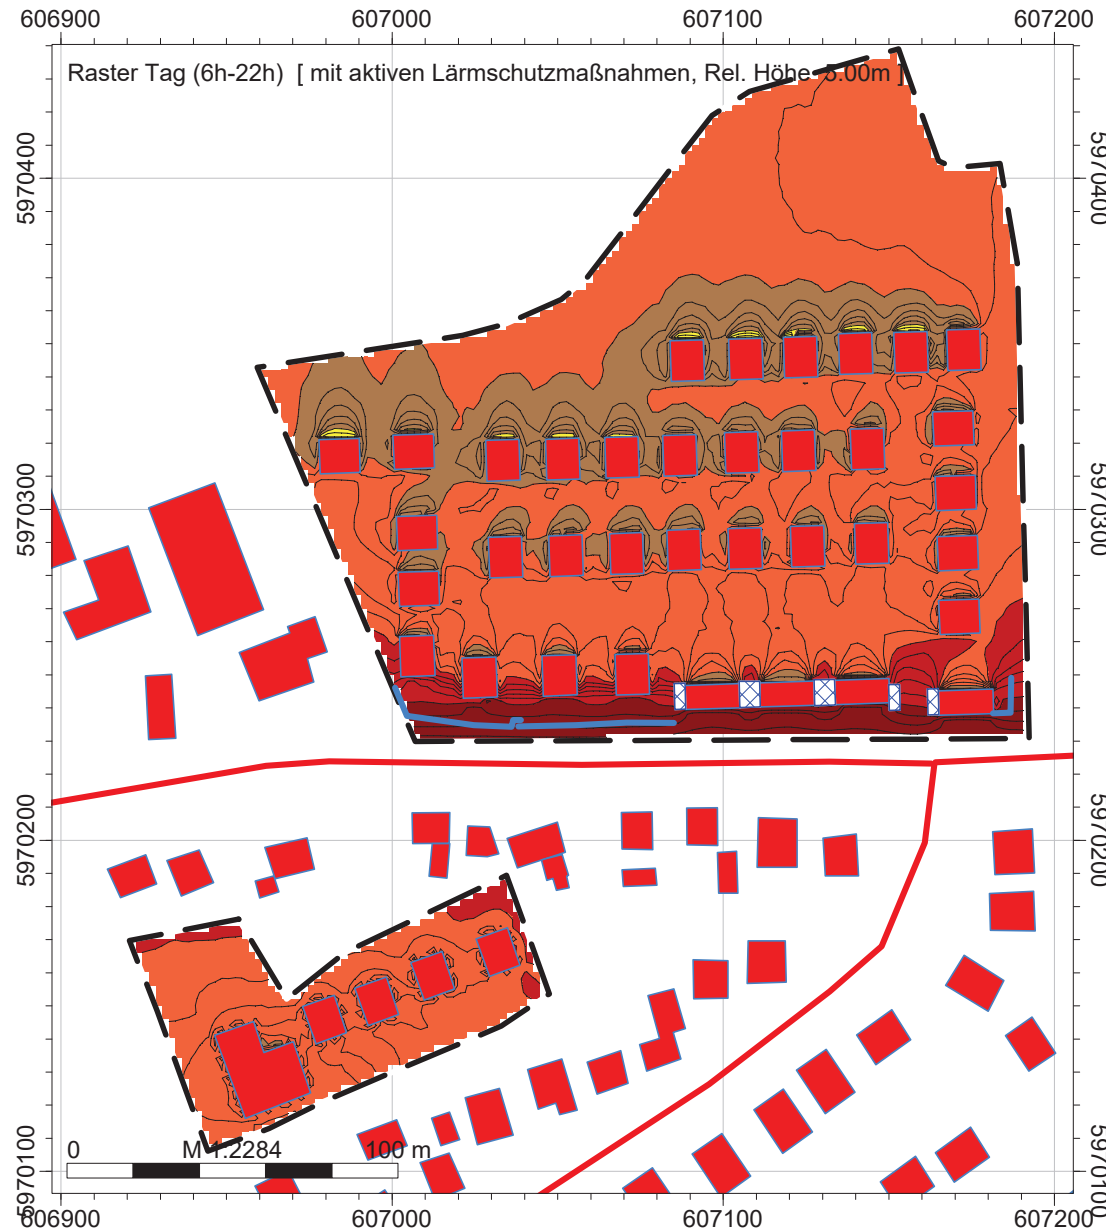 606900 607000 607100 607200
Raster Tag (6h-22h) [ mit aktiven Lärmschutzmaßnahmen, Rel. Höhe 5.00m ]
5970400 5970400
5970300 5970300
5970200 5970200
5970100 5970100
0 M 1:2284 100 m
606900 607000 607100 607200